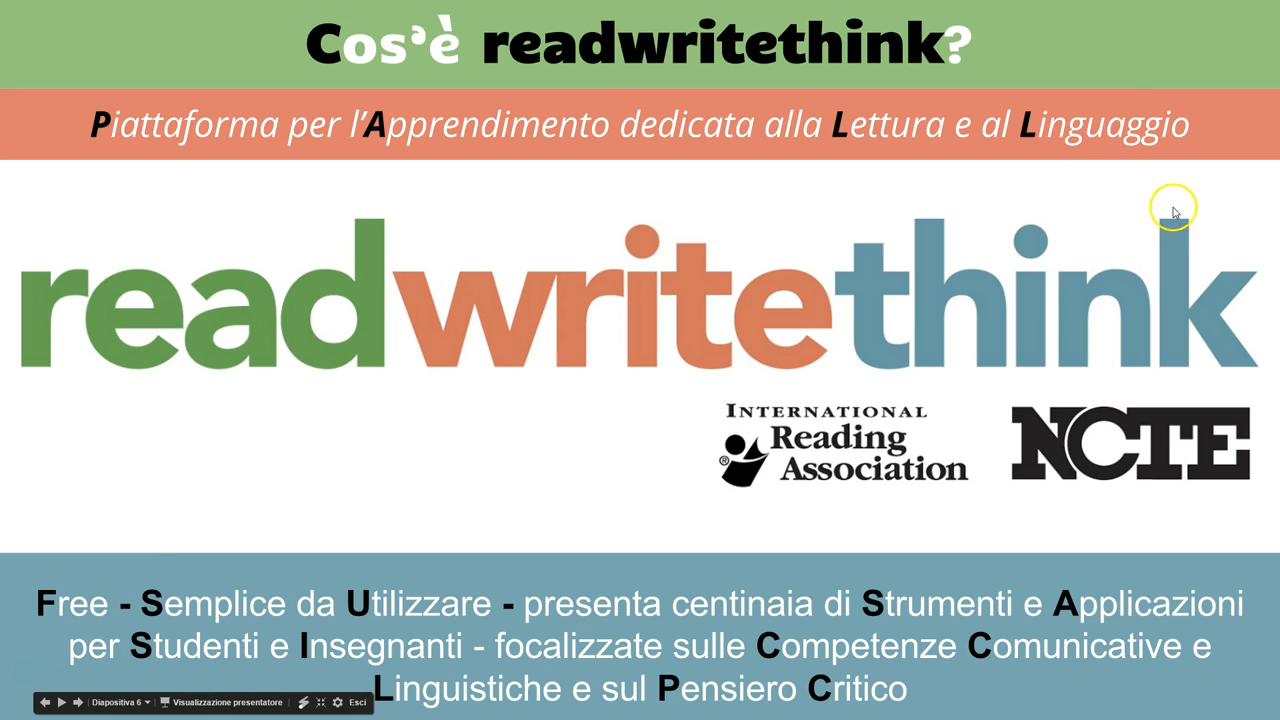 Cos'è readwritethink?
Piattaforma per l'Apprendimento dedicata alla Lettura e al Linguaggio
readwritethink
INTERNATIONAL
Reading
Association
®
NCTE
Free - Semplice da Utilizzare - presenta centinaia di Strumenti e Applicazioni
per Studenti e Insegnanti - focalizzate sulle Competenze Comunicative e
Linguistiche e sul Pensiero Critico
Diapositiva 6 Visualizzazione presentatore Esci